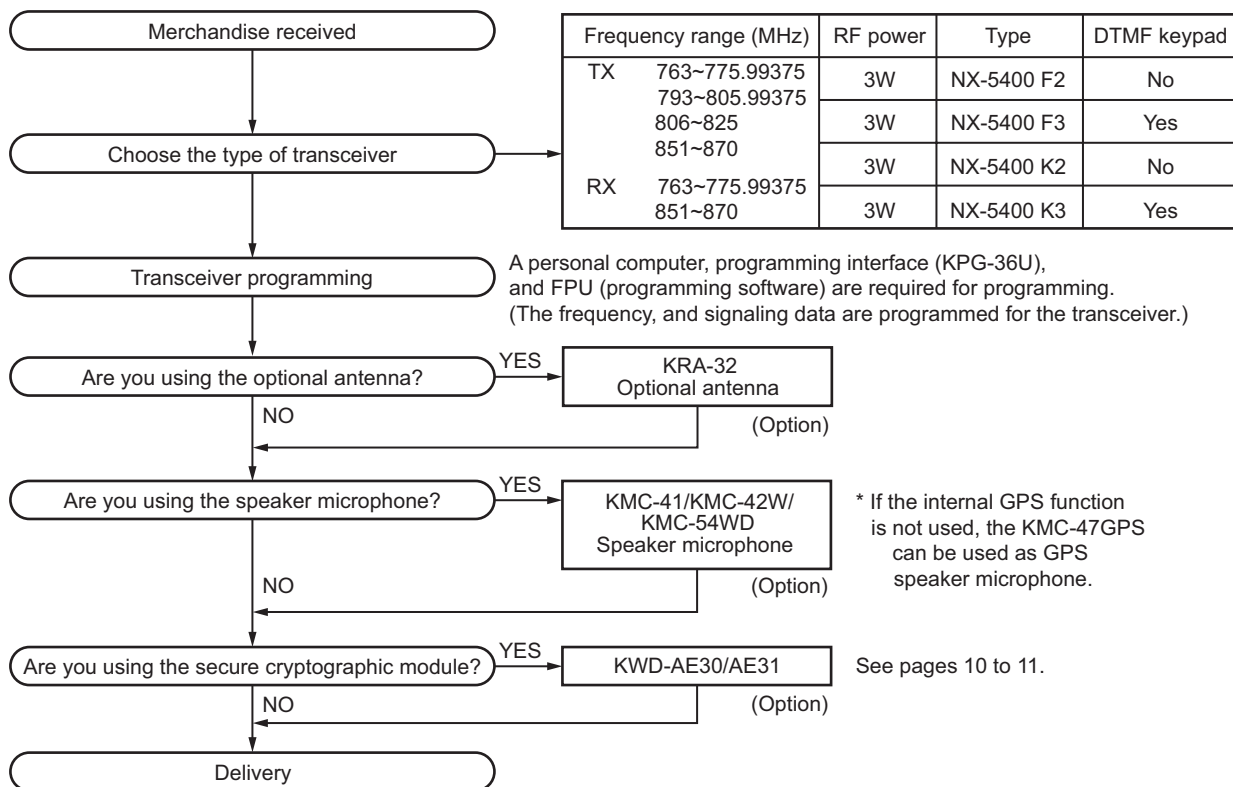 Merchandise received
Choose the type of transceiver
Frequency range (MHz) RF power Type DTMF keypad
TX 763~775.99375
793~805.99375
806~825
851~870
RX 763~775.99375
851~870
3W NX-5400 F2 No
3W NX-5400 F3 Yes
3W NX-5400 K2 No
3W NX-5400 K3 Yes
Transceiver programming
A personal computer, programming interface (KPG-36U),
and FPU (programming software) are required for programming.
(The frequency, and signaling data are programmed for the transceiver.)
Are you using the optional antenna?
YES
KRA-32
Optional antenna
(Option)
NO
Are you using the speaker microphone?
YES
KMC-41/KMC-42W/
KMC-54WD
Speaker microphone
(Option)
* If the internal GPS function
is not used, the KMC-47GPS
can be used as GPS
speaker microphone.
NO
Are you using the secure cryptographic module?
YES
KWD-AE30/AE31
(Option)
See pages 10 to 11.
NO
Delivery